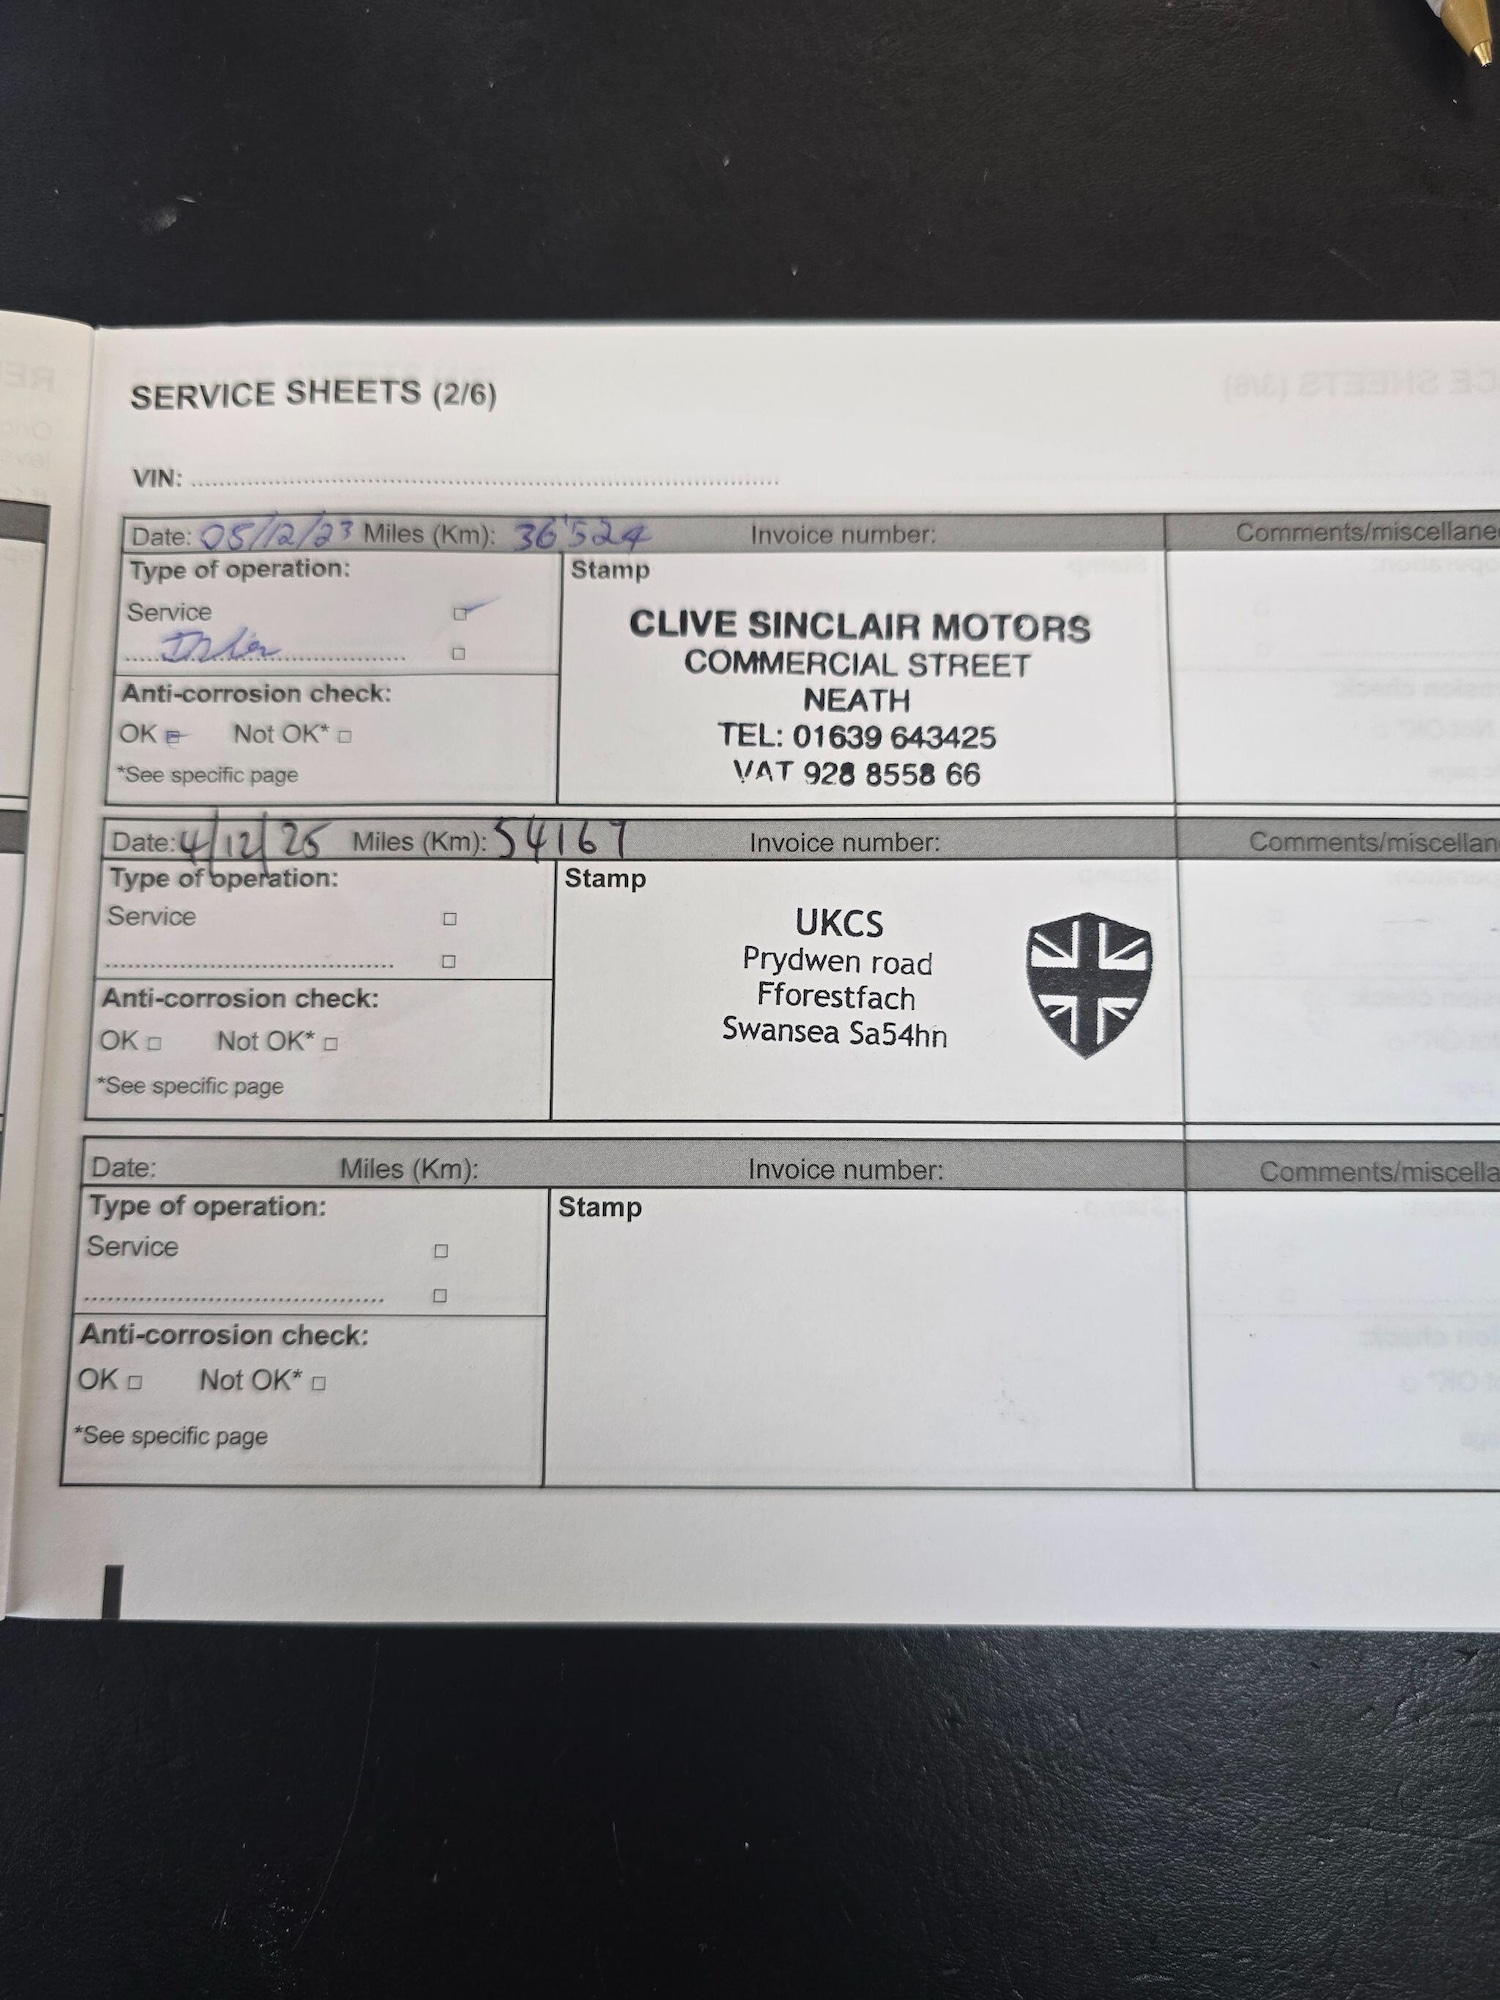 SERVICE SHEETS (2/6)
VIN: ................................................................................
Date: 05/12/23 Miles (Km): 36'524 Invoice number: Comments/miscellane
Type of operation:
Stamp
Service
CLIVE SINCLAIR MOTORS
COMMERCIAL STREET
NEATH
TEL: 01639 643425
VAT 928 8558 66
Anti-corrosion check:
OK Not OK*
*See specific page
Date: 4/12/25 Miles (Km): 54167 Invoice number: Comments/miscellan
Type of operation:
Stamp
Service
UKCS
Prydwen road
Fforestfach
Swansea Sa54hn
Anti-corrosion check:
OK Not OK*
*See specific page
Date: Miles (Km): Invoice number: Comments/miscella
Type of operation:
Stamp
Service
Anti-corrosion check:
OK Not OK*
*See specific page